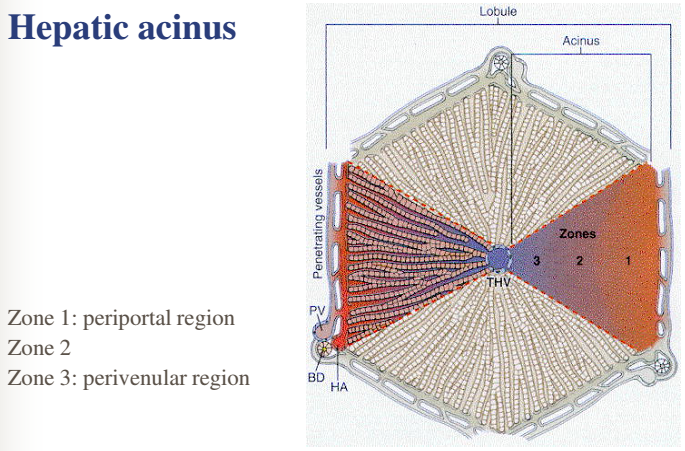 Hepatic acinus
Lobule
Acinus
Penetrating vessels
Zones
3 2 1
THV
PV
BD
HA
Zone 1: periportal region
Zone 2
Zone 3: perivenular region